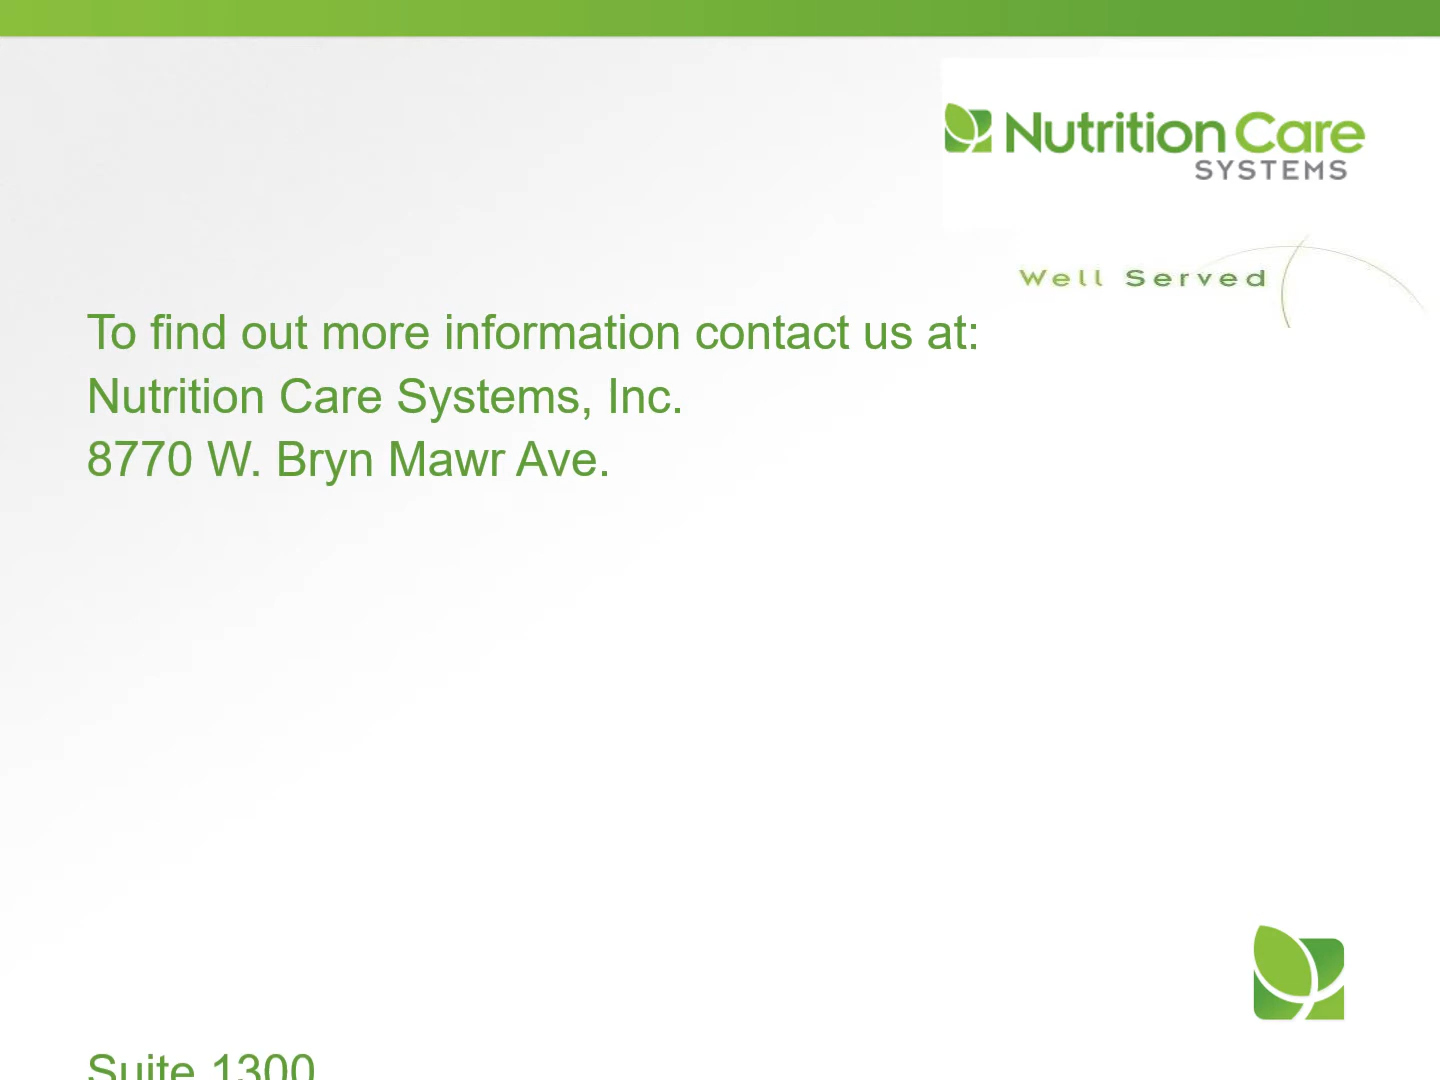 Nutrition Care
SYSTEMS
Well Served
To find out more information contact us at:
Nutrition Care Systems, Inc.
8770 W. Bryn Mawr Ave.
Suite 1300